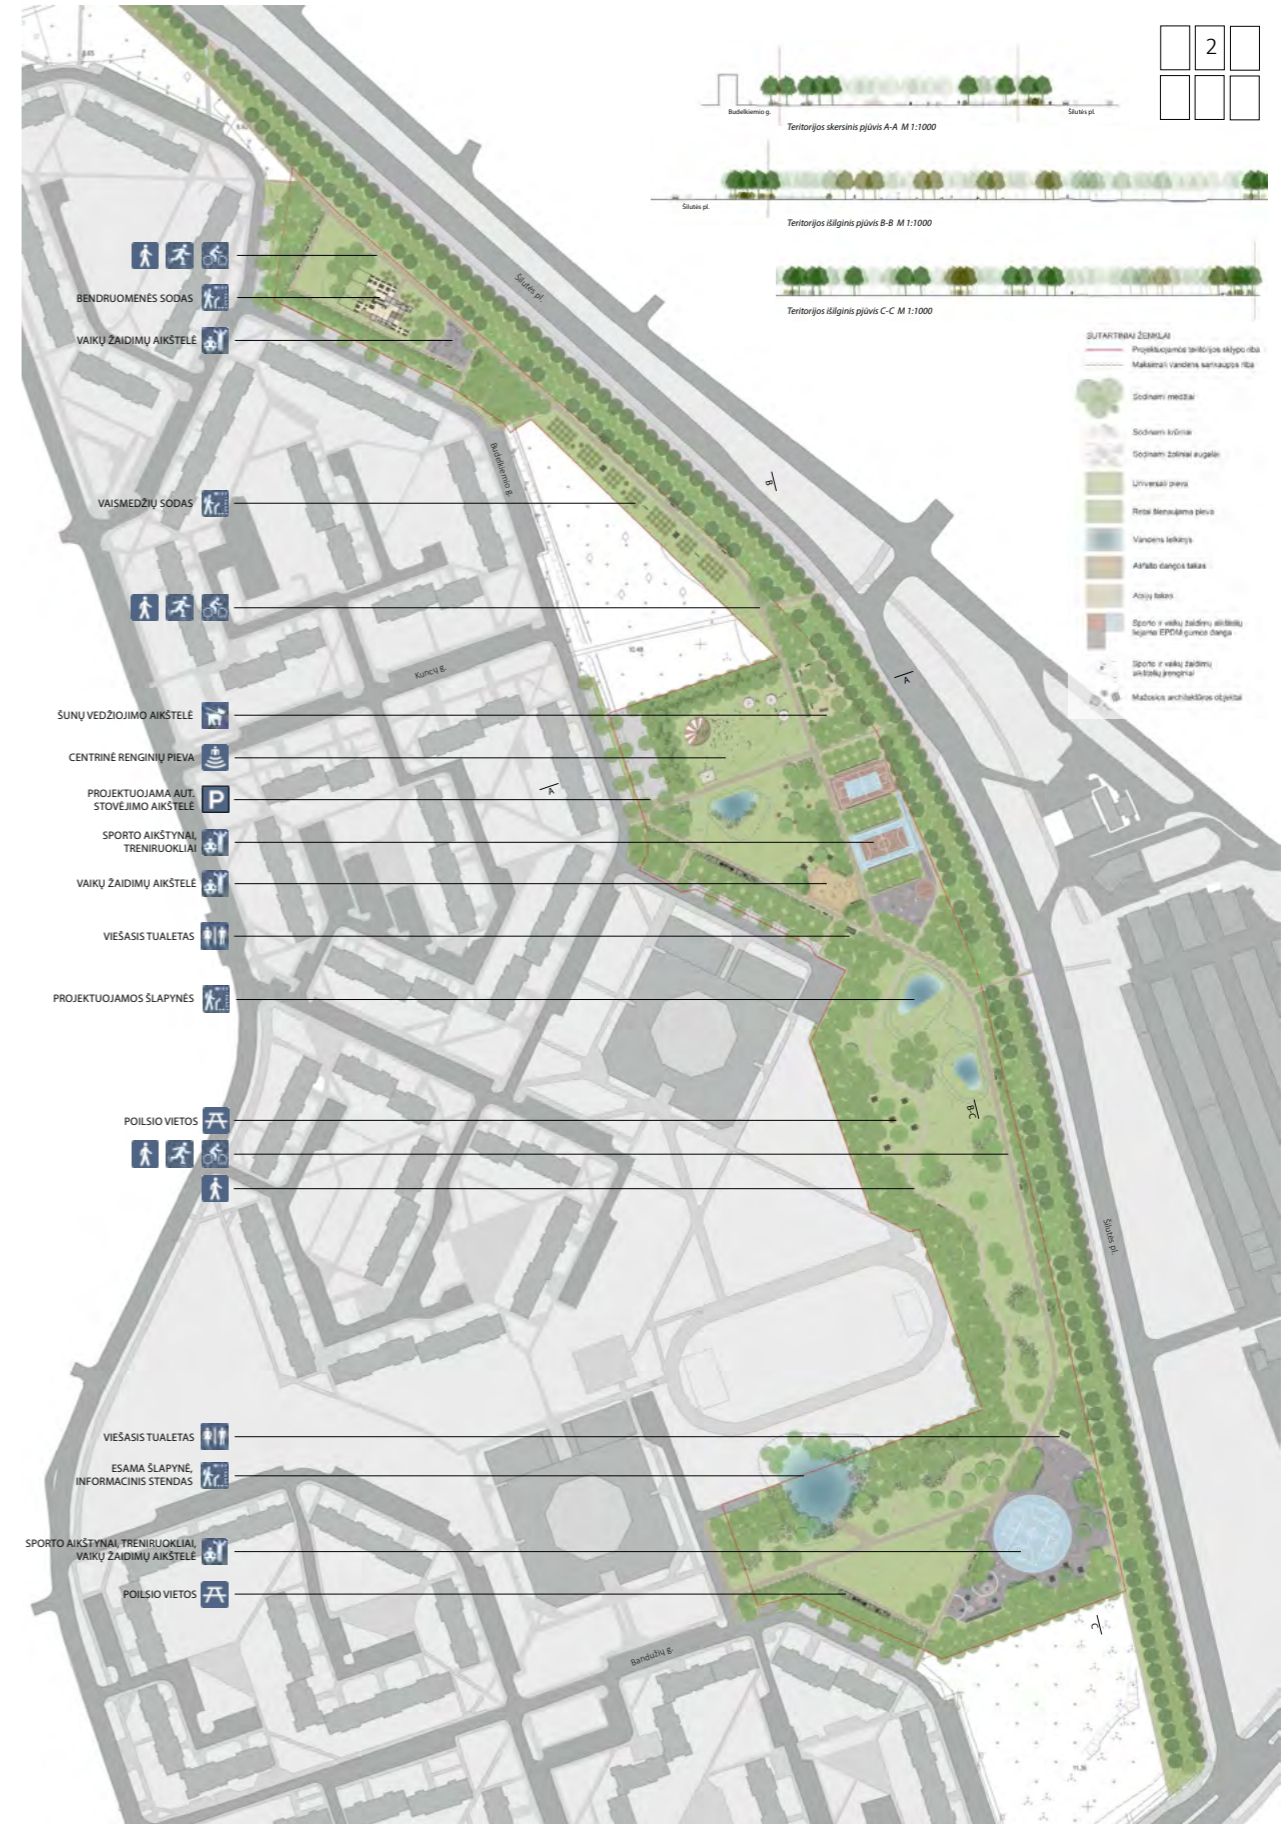 2
Budelkiemio g.
Šilutės pl.
Teritorijos skersinis pjūvis A-A M 1:1000
Šilutės pl.
Teritorijos išilginis pjūvis B-B M 1:1000
Teritorijos išilginis pjūvis C-C M 1:1000
SUTARTINIAI ŽENKLAI
Projektuojamos teritorijos sklypo riba
Maksimali vandens sankaupos riba
Sodinami medžiai
Sodinami krūmai
Sodinami žoliniai augalai
Universali pieva
Retai šienaujama pieva
Vandens telkinys
Asfalto dangos takas
Atsijų takas
Sporto ir vaikų žaidimų aikštelių
liejama EPDM gumos danga
Sporto ir vaikų žaidimų
aikštelių įrenginiai
Mažosios architektūros objektai
BENDRUOMENĖS SODAS
VAIKŲ ŽAIDIMŲ AIKŠTELĖ
VAISMEDŽIŲ SODAS
ŠUNŲ VEDŽIOJIMO AIKŠTELĖ
CENTRINĖ RENGINIŲ PIEVA
PROJEKTUOJAMA AUT.
STOVĖJIMO AIKŠTELĖ
P
SPORTO AIKŠTYNAI,
TRENIRUOKLIAI
VAIKŲ ŽAIDIMŲ AIKŠTELĖ
VIEŠASIS TUALETAS
PROJEKTUOJAMOS ŠLAPYNĖS
POILSIO VIETOS
VIEŠASIS TUALETAS
ESAMA ŠLAPYNĖ,
INFORMACINIS STENDAS
SPORTO AIKŠTYNAI, TRENIRUOKLIAI,
VAIKŲ ŽAIDIMŲ AIKŠTELĖ
POILSIO VIETOS
Šilutės pl.
Budelkiemio g.
B
Kuncų g.
10,48
A
A
B-C
Šilutės pl.
C
Bandužių g.
11,36